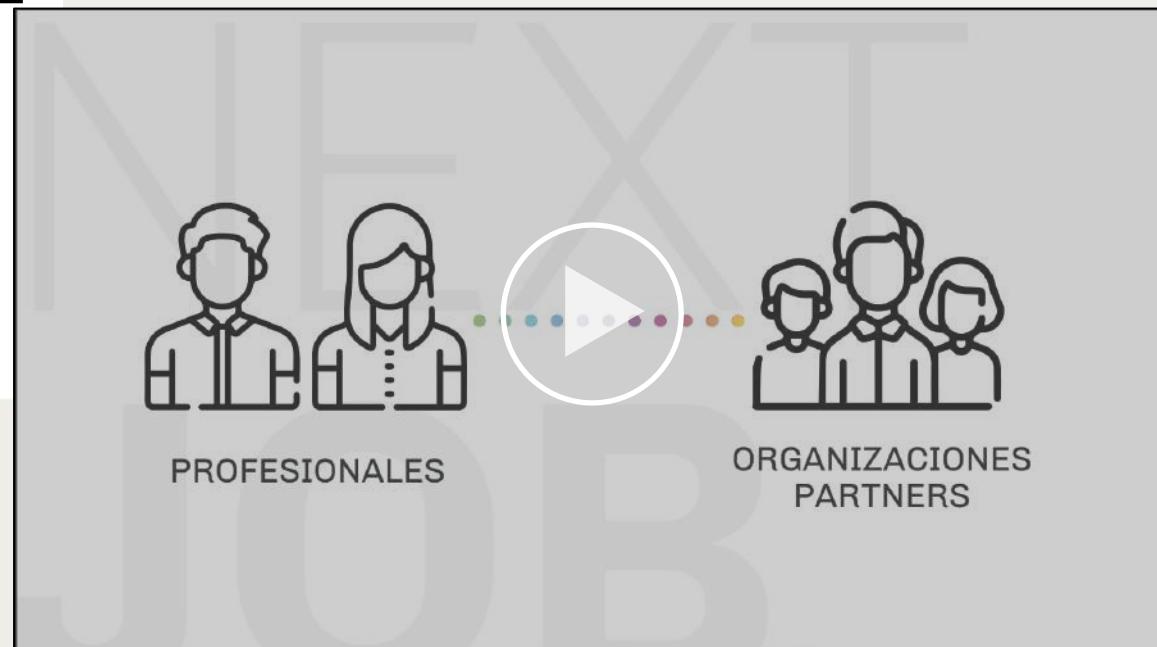 NEXT
PROFESIONALES
ORGANIZACIONES
PARTNERS
JOB